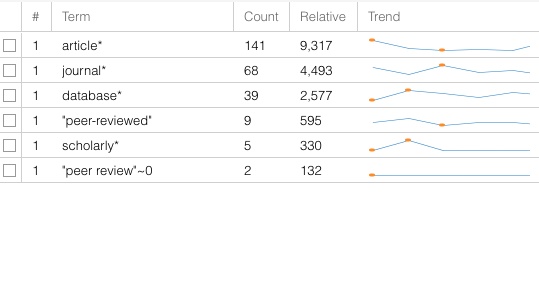 # Term Count Relative Trend
1 article* 141 9,317
1 journal* 68 4,493
1 database* 39 2,577
1 "peer-reviewed" 9 595
1 scholarly* 5 330
1 "peer review"~0 2 132